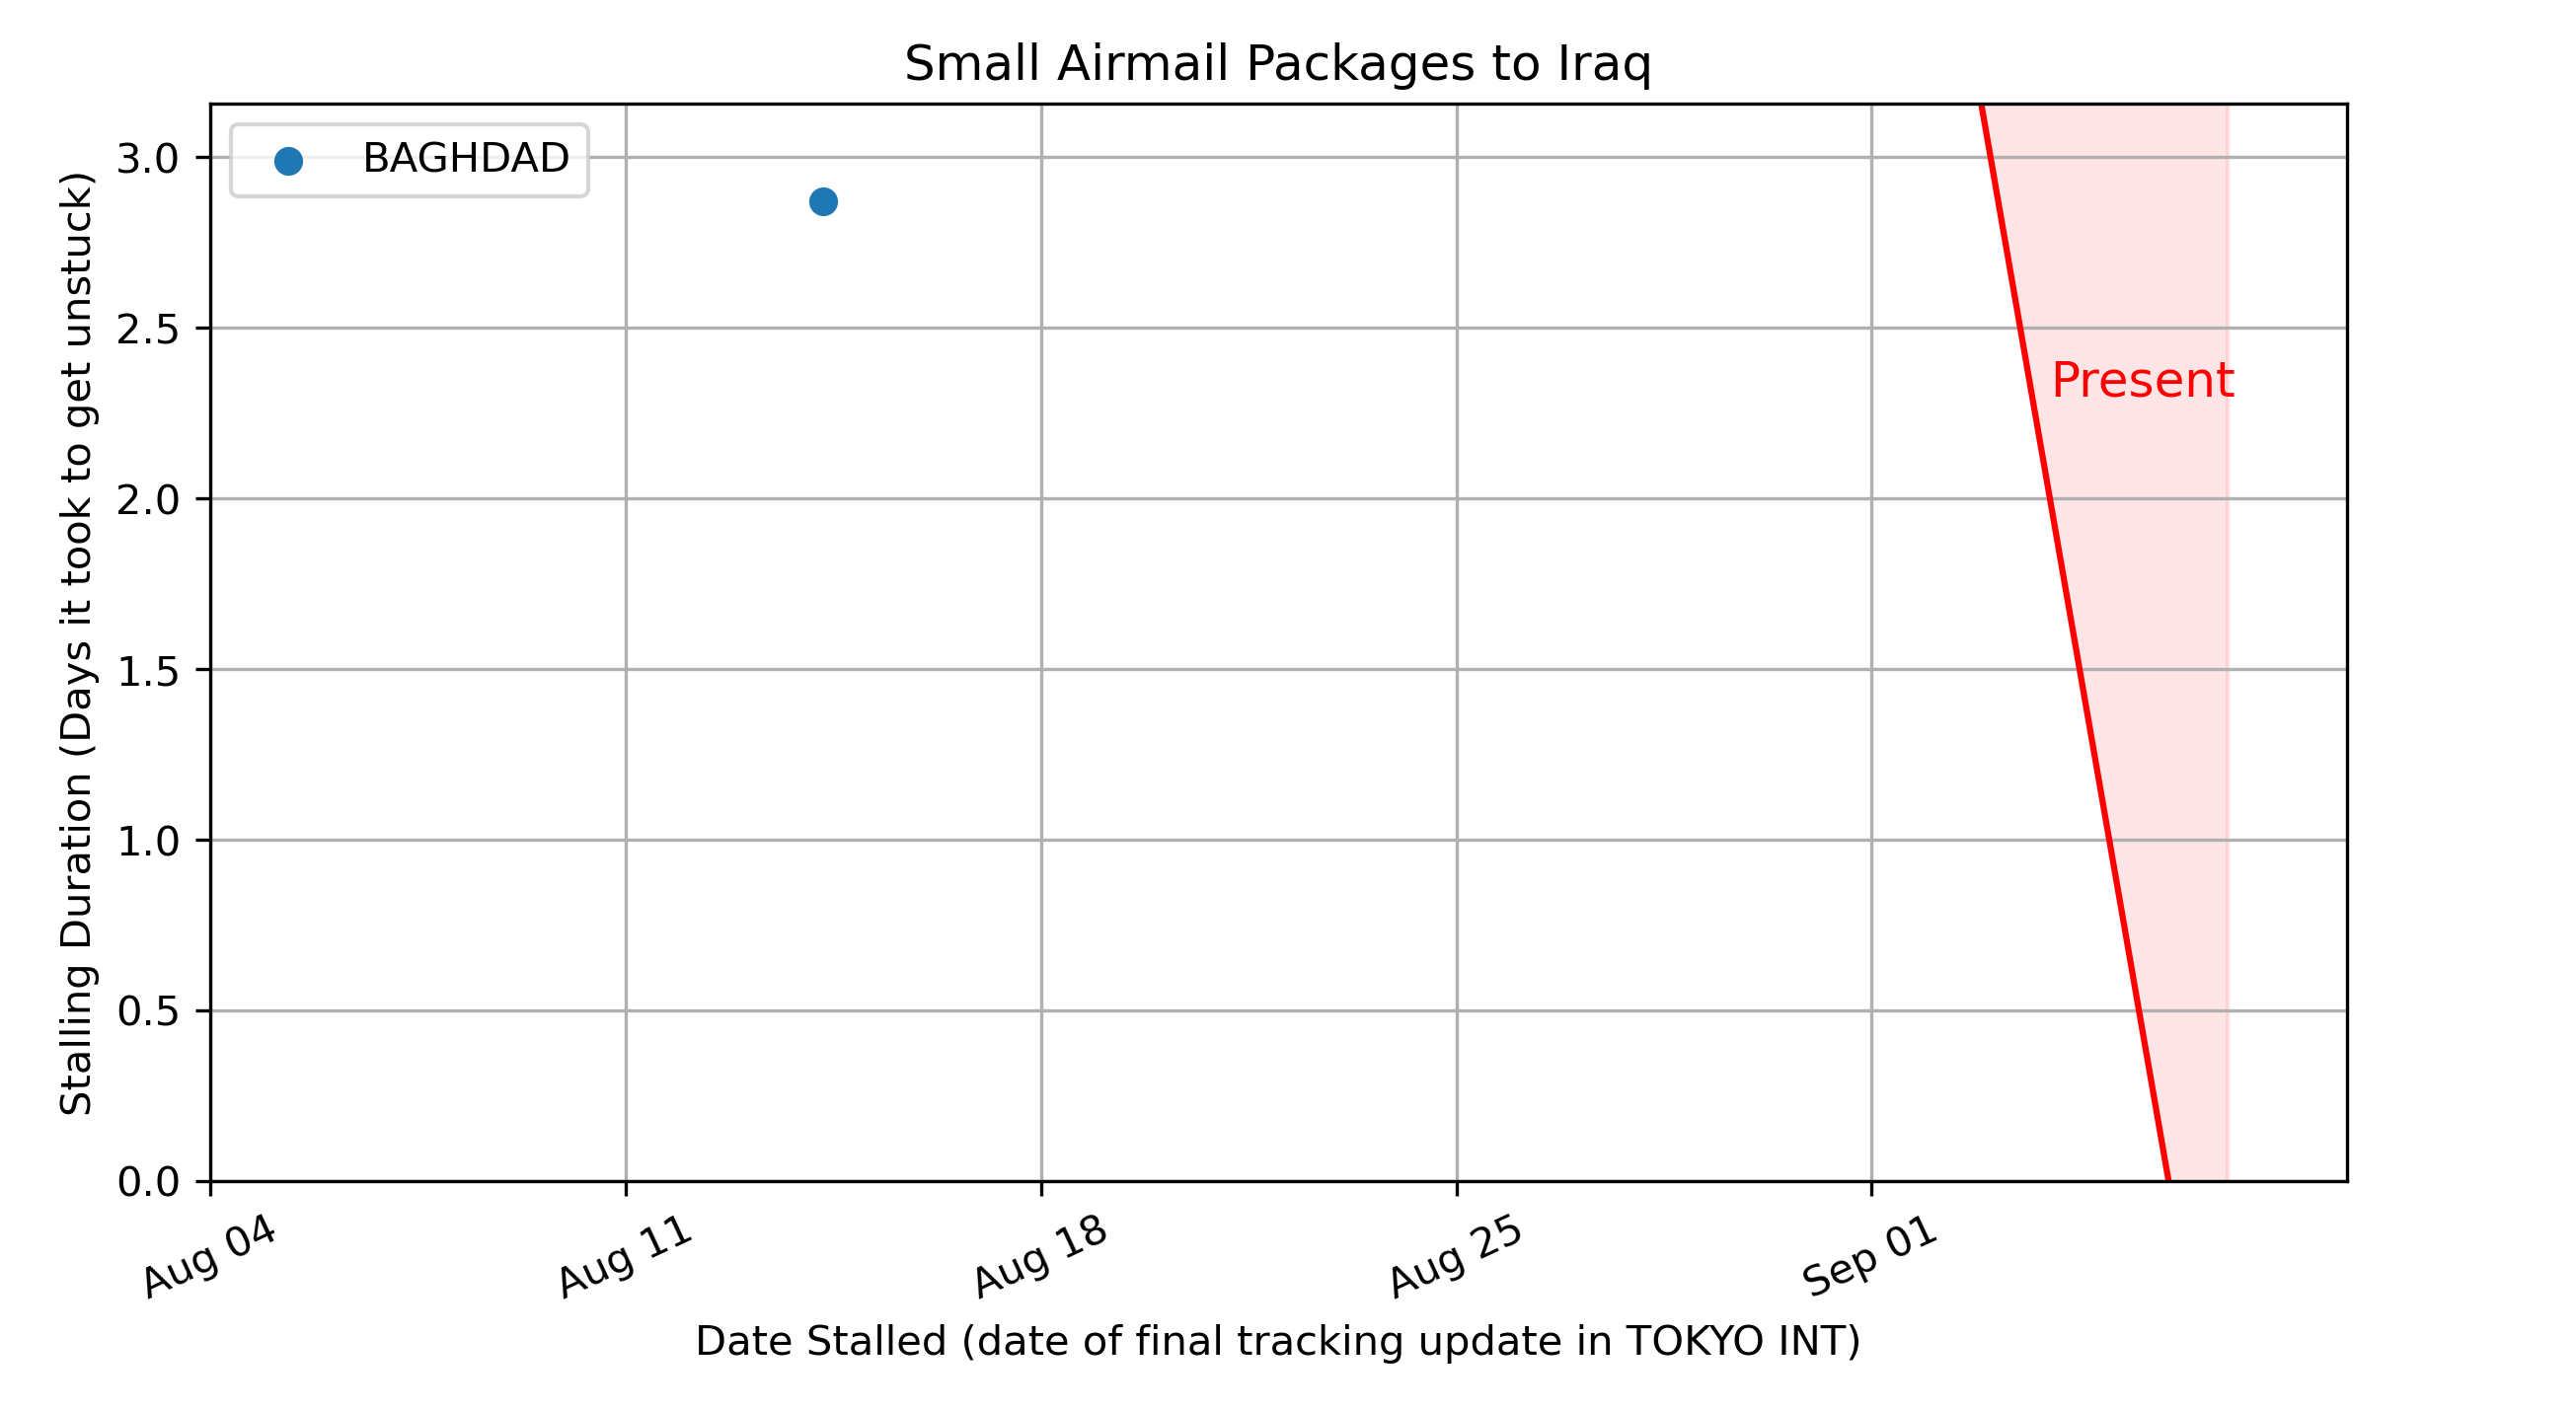 Small Airmail Packages to Iraq
BAGHDAD
Present
Stalling Duration (Days it took to get unstuck)
3.0
2.5
2.0
1.5
1.0
0.5
0.0
Aug 04
Aug 11
Aug 18
Aug 25
Sep 01
Date Stalled (date of final tracking update in TOKYO INT)